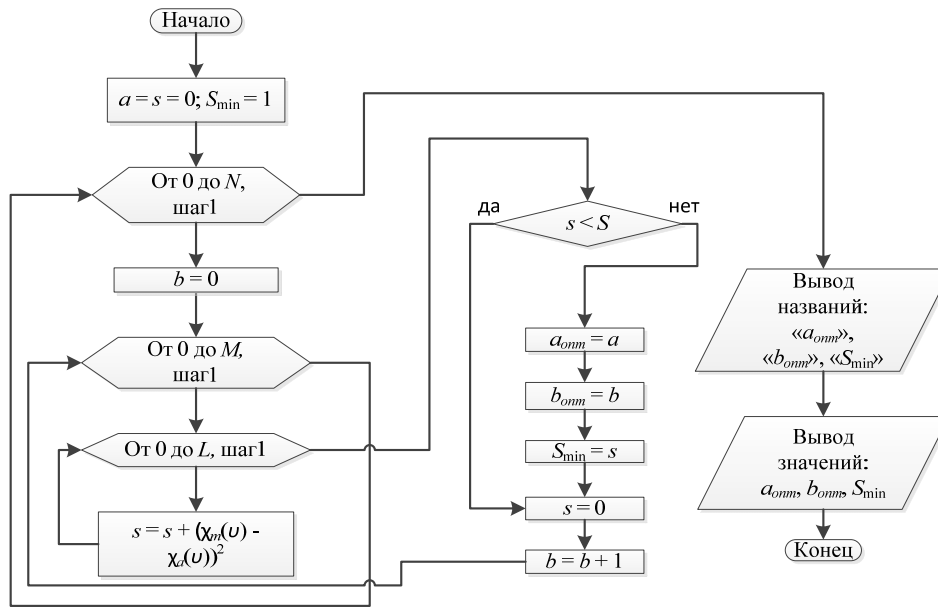 Начало
a = s = 0; Smin = 1
От 0 до N,
шаг1
b = 0
От 0 до M,
шаг1
От 0 до L, шаг1
s = s + (χm(υ) -
χa(υ))²
да
s < S
нет
aопт = a
bопт = b
Smin = s
s = 0
b = b + 1
Вывод
названий:
«aопт»,
«bопт», «Smin»
Вывод
значений:
aопт, bопт, Smin
Конец